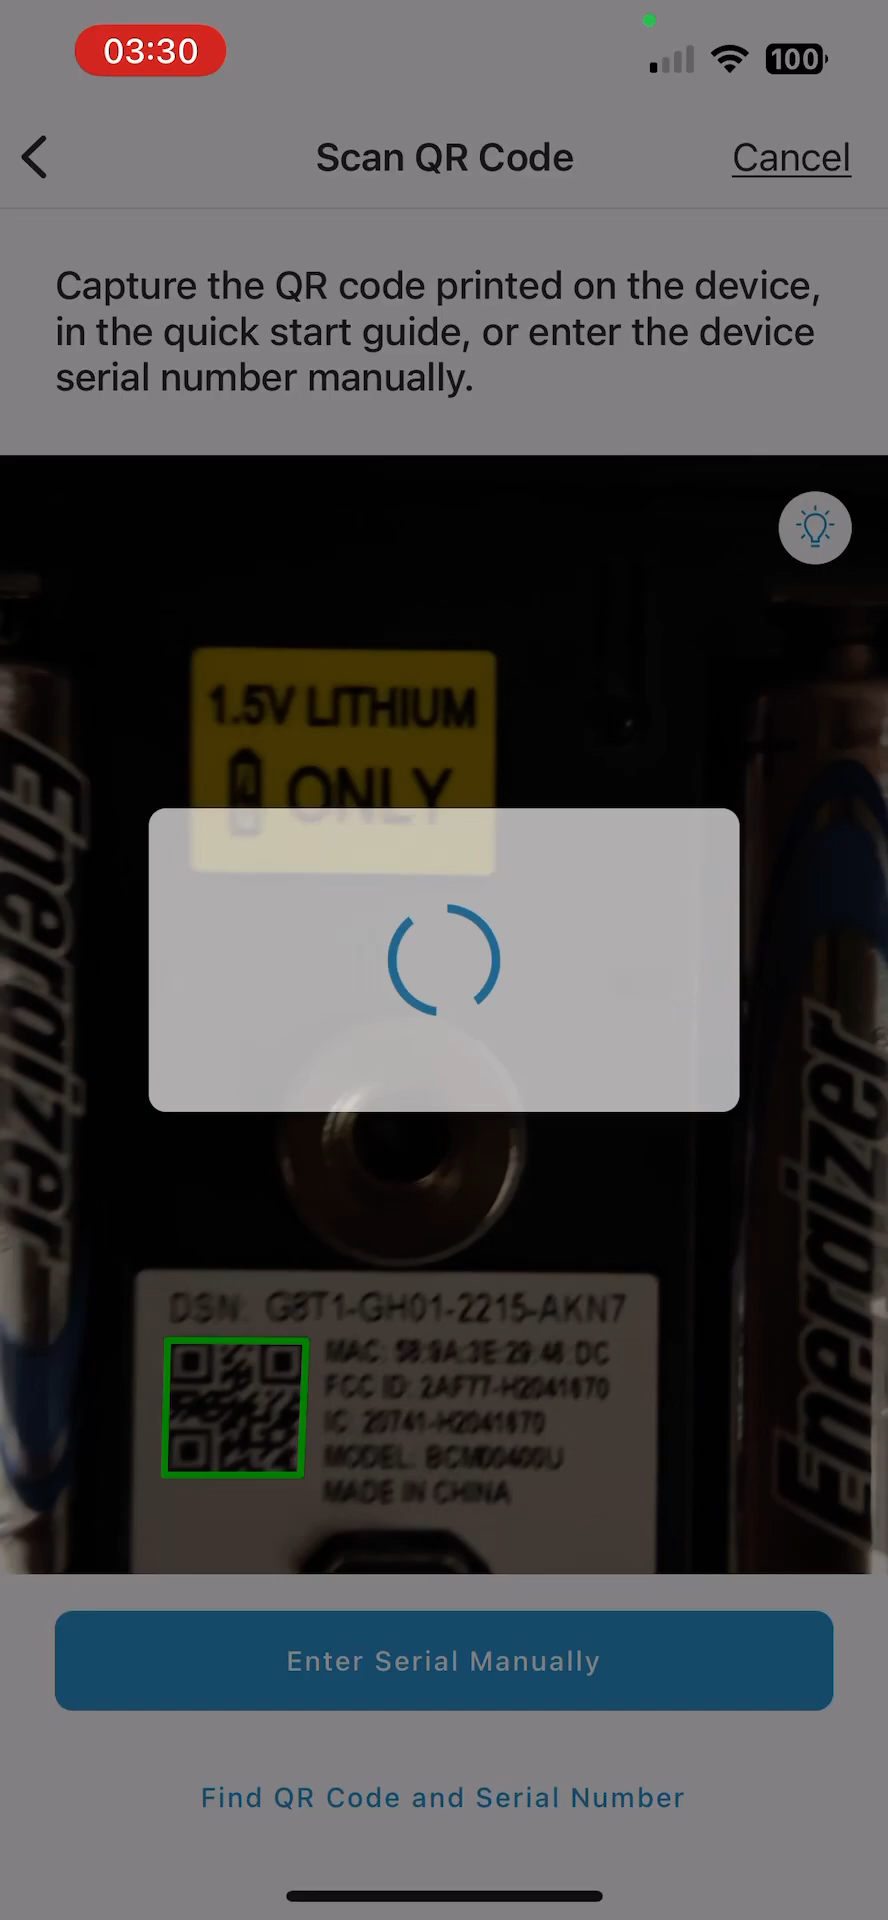 03:30
100
Scan QR Code
Cancel
Capture the QR code printed on the device,
in the quick start guide, or enter the device
serial number manually.
1.5V LITHIUM
ONLY
Energizer
Energizer
DSN: G8T1-GH01-2215-AKN7
MAC: 58:9A:3E:29:46:DC
FCC ID: 2AF77-H2041670
IC: 20741-H2041670
MODEL: BCM00400U
MADE IN CHINA
Enter Serial Manually
Find QR Code and Serial Number